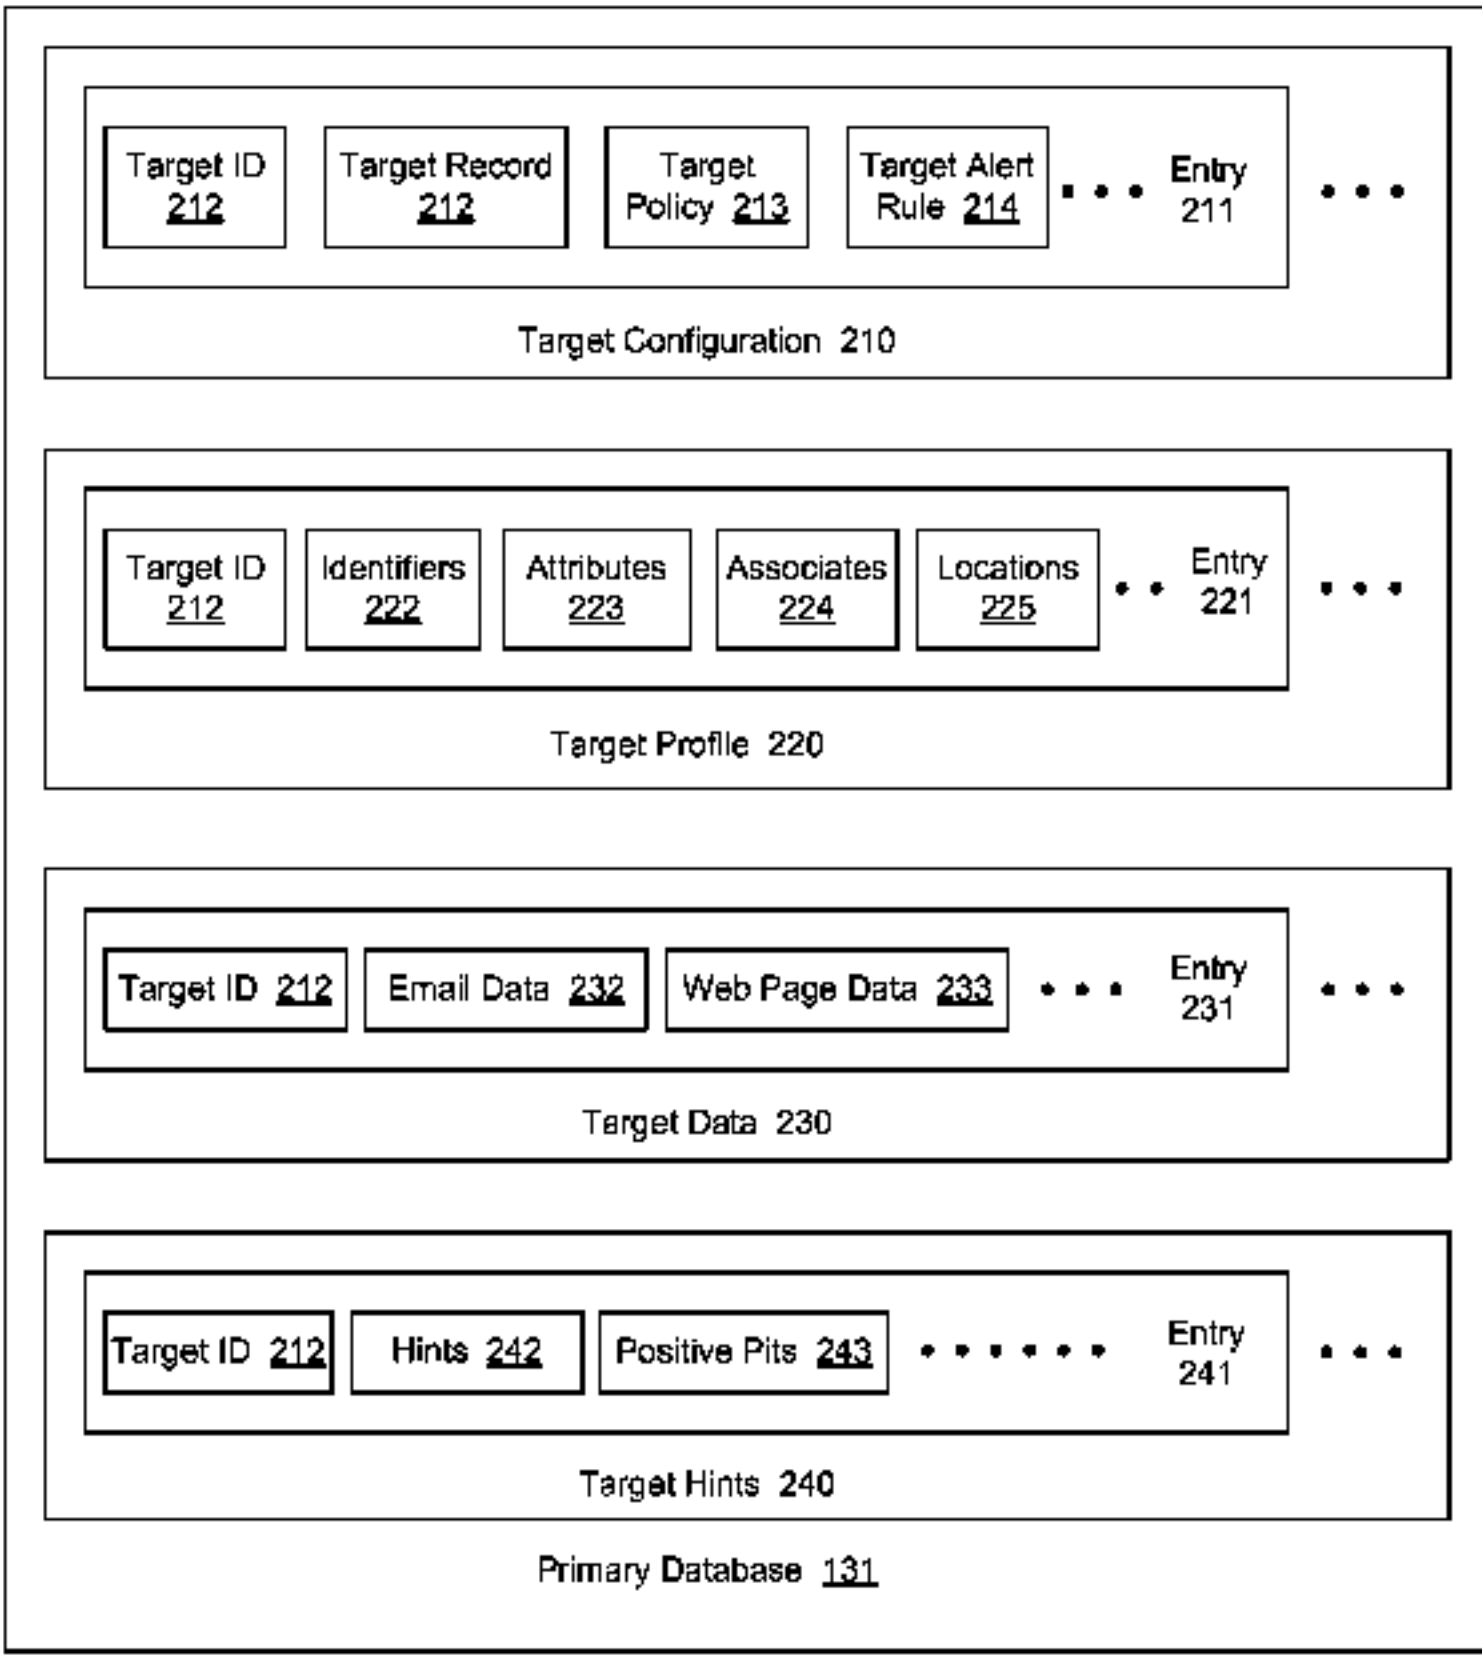 Target ID
212
Target Record
212
Target
Policy 213
Target Alert
Rule 214
Entry
211
Target Configuration 210
Target ID
212
Identifiers
222
Attributes
223
Associates
224
Locations
225
Entry
221
Target Profile 220
Target ID 212
Email Data 232
Web Page Data 233
Entry
231
Target Data 230
Target ID 212
Hints 242
Positive Pits 243
Entry
241
Target Hints 240
Primary Database 131